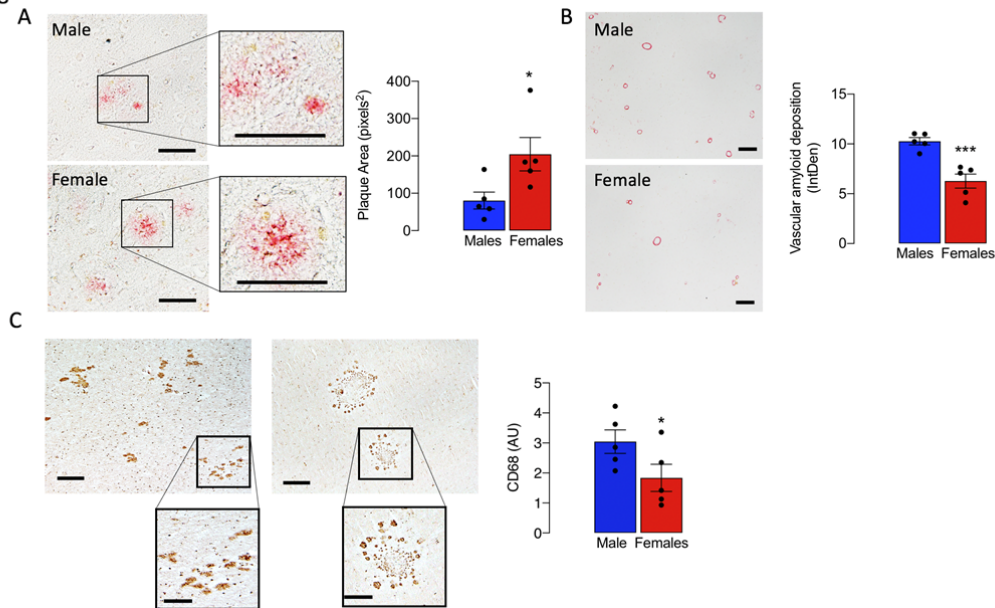 A
Male
Female
Plaque Area (pixels²)
400
300
200
100
0
*
Males Females
B
Male
Female
Vascular amyloid deposition
(IntDen)
15
10
5
0
***
Males Females
C
CD68 (AU)
5
4
3
2
1
0
*
Male Females